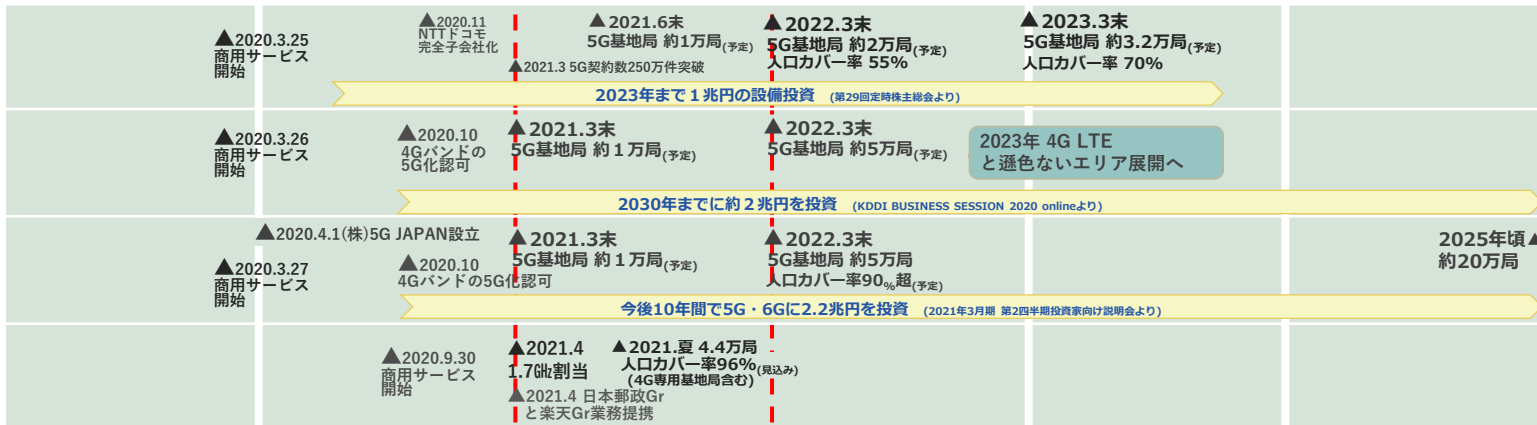 ▲2020.3.25
商用サービス
開始
▲2020.11
NTTドコモ
完全子会社化
▲2021.3 5G契約数250万件突破
▲2021.6末
5G基地局 約1万局(予定)
▲2022.3末
5G基地局 約2万局(予定)
人口カバー率 55%
▲2023.3末
5G基地局 約3.2万局(予定)
人口カバー率 70%
2023年まで1兆円の設備投資 (第29回定時株主総会より)
▲2020.3.26
商用サービス
開始
▲2020.10
4Gバンドの
5G化認可
▲2021.3末
5G基地局 約1万局(予定)
▲2022.3末
5G基地局 約5万局(予定)
2023年 4G LTE
と遜色ないエリア展開へ
2030年までに約2兆円を投資 (KDDI BUSINESS SESSION 2020 onlineより)
▲2020.4.1(株)5G JAPAN設立
▲2020.3.27
商用サービス
開始
▲2020.10
4Gバンドの5G化認可
▲2021.3末
5G基地局 約1万局(予定)
▲2022.3末
5G基地局 約5万局
人口カバー率90%超(予定)
2025年頃▲
約20万局
今後10年間で5G・6Gに2.2兆円を投資 (2021年3月期 第2四半期投資家向け説明会より)
▲2020.9.30
商用サービス
開始
▲2021.4
1.7㎓割当
▲2021.4 日本郵政Gr
と楽天Gr業務提携
▲2021.夏 4.4万局
人口カバー率96%(見込み)
(4G専用基地局含む)